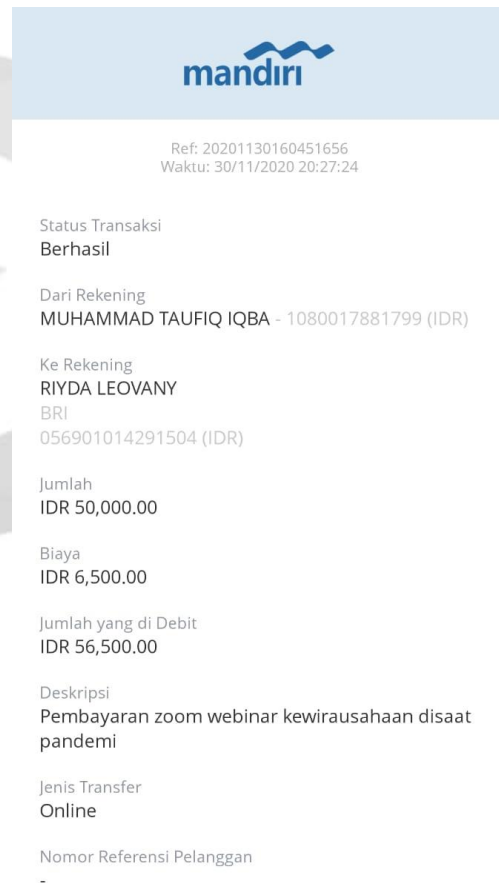 mandırı
Ref: 20201130160451656
Waktu: 30/11/2020 20:27:24
Status Transaksi
Berhasil
Dari Rekening
MUHAMMAD TAUFIQ IQBA - 1080017881799 (IDR)
Ke Rekening
RIYDA LEOVANY
BRI
056901014291504 (IDR)
Jumlah
IDR 50,000.00
Biaya
IDR 6,500.00
Jumlah yang di Debit
IDR 56,500.00
Deskripsi
Pembayaran zoom webinar kewirausahaan disaat
pandemi
Jenis Transfer
Online
Nomor Referensi Pelanggan
-